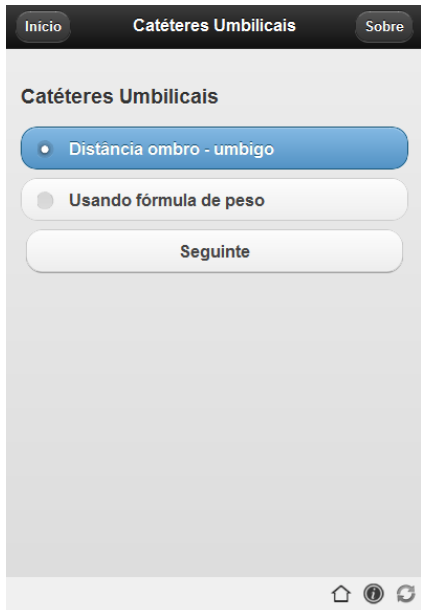 Início Catéteres Umbilicais Sobre
Catéteres Umbilicais
Distância ombro - umbigo
Usando fórmula de peso
Seguinte